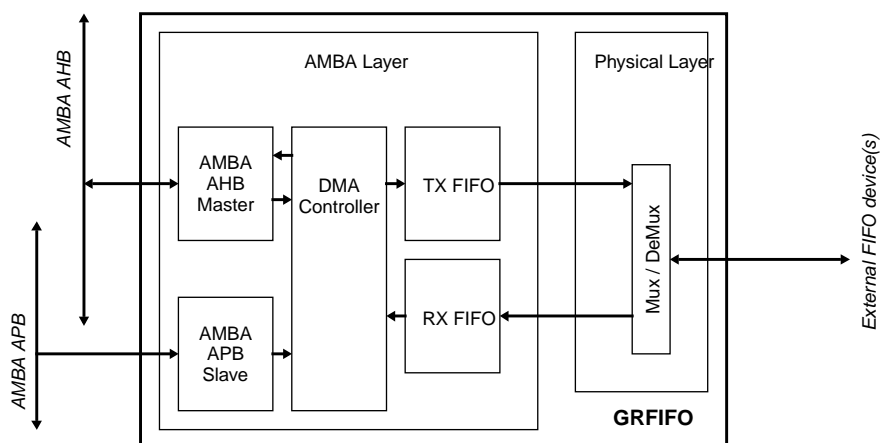 AMBA AHB
AMBA Layer
Physical Layer
AMBA
AHB
Master
DMA
Controller
TX FIFO
Mux / DeMux
External FIFO device(s)
AMBA APB
AMBA
APB
Slave
RX FIFO
GRFIFO